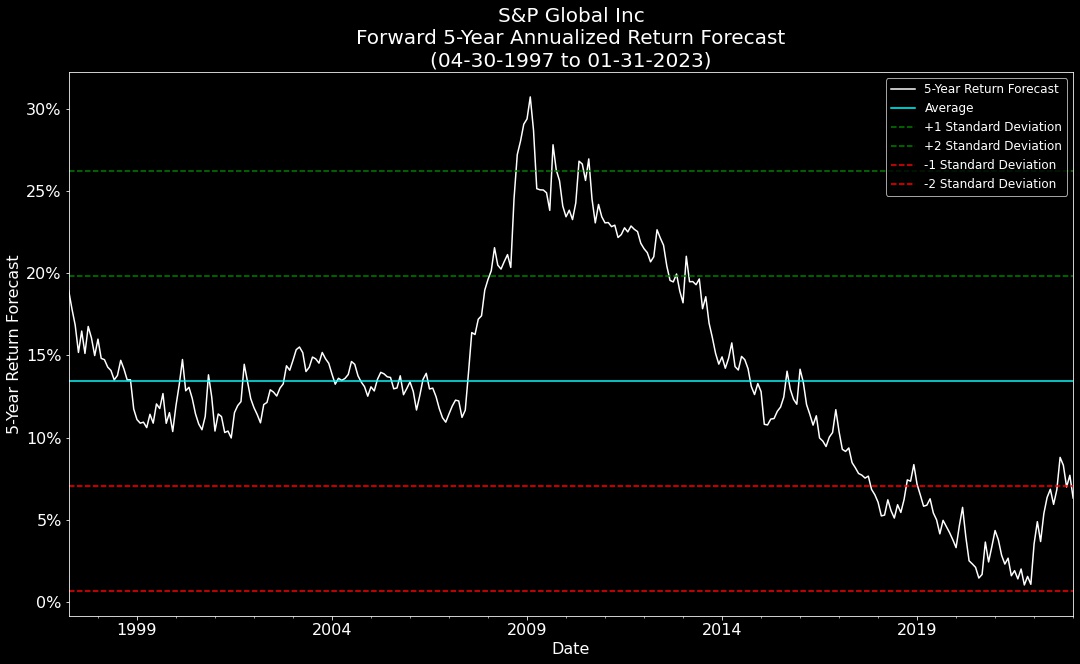 S&P Global Inc
Forward 5-Year Annualized Return Forecast
(04-30-1997 to 01-31-2023)
5-Year Return Forecast
Average
+1 Standard Deviation
+2 Standard Deviation
-1 Standard Deviation
-2 Standard Deviation
5-Year Return Forecast
30%
25%
20%
15%
10%
5%
0%
1999
2004
2009
2014
2019
Date